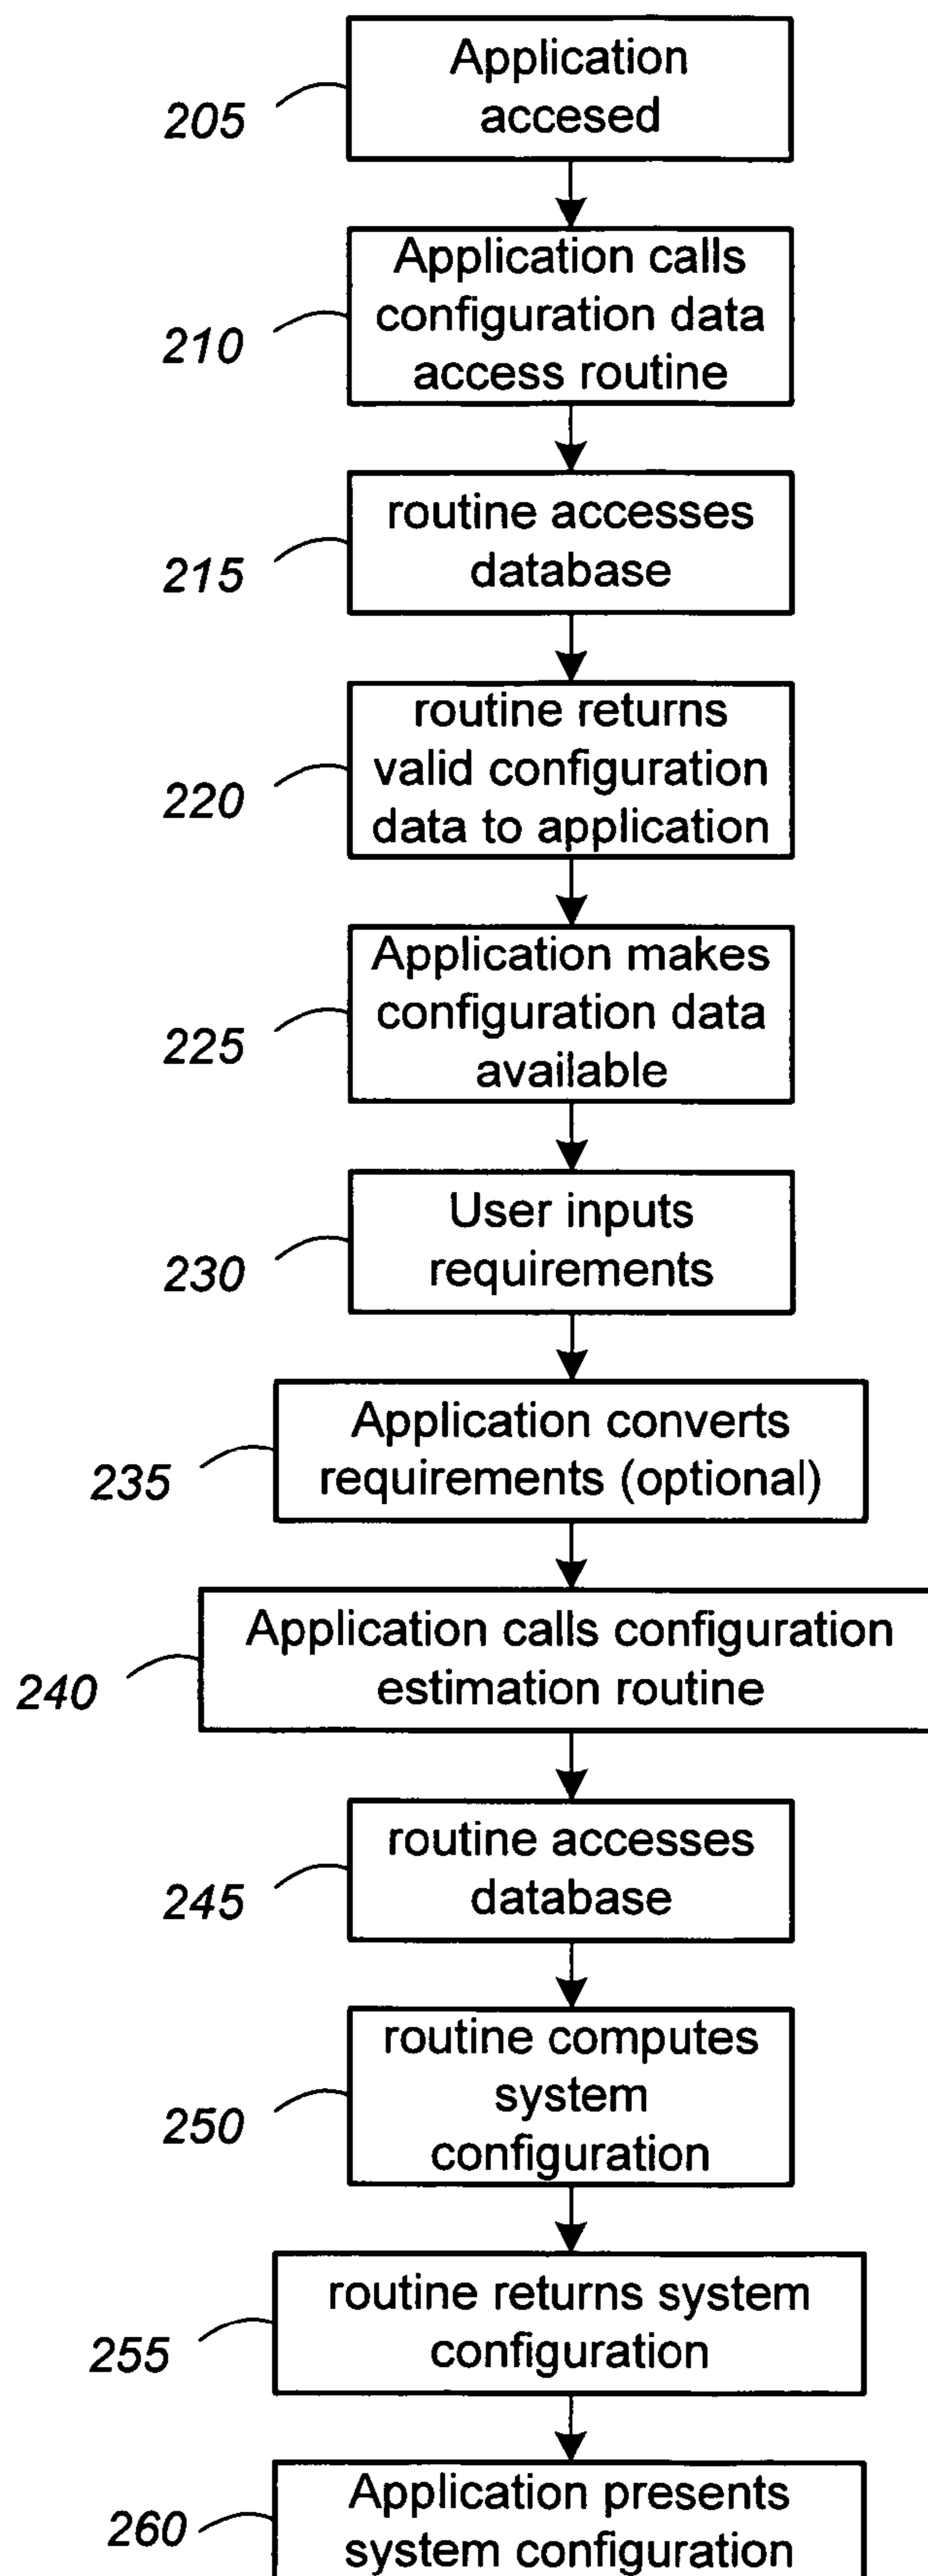 Application
accesed
205
Application calls
configuration data
access routine
210
routine accesses
database
215
routine returns
valid configuration
data to application
220
Application makes
configuration data
available
225
User inputs
requirements
230
Application converts
requirements (optional)
235
Application calls configuration
estimation routine
240
routine accesses
database
245
routine computes
system
configuration
250
routine returns system
configuration
255
Application presents
system configuration
260